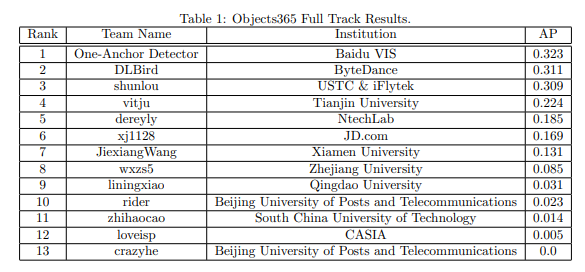 Table 1: Objects365 Full Track Results.
Rank Team Name Institution AP
1 One-Anchor Detector Baidu VIS 0.323
2 DLBird ByteDance 0.311
3 shunlou USTC & iFlytek 0.309
4 vitju Tianjin University 0.224
5 dereyly NtechLab 0.185
6 xj1128 JD.com 0.169
7 JiexiangWang Xiamen University 0.131
8 wxzs5 Zhejiang University 0.085
9 liningxiao Qingdao University 0.031
10 rider Beijing University of Posts and Telecommunications 0.023
11 zhihaocao South China University of Technology 0.014
12 loveisp CASIA 0.005
13 crazyhe Beijing University of Posts and Telecommunications 0.0